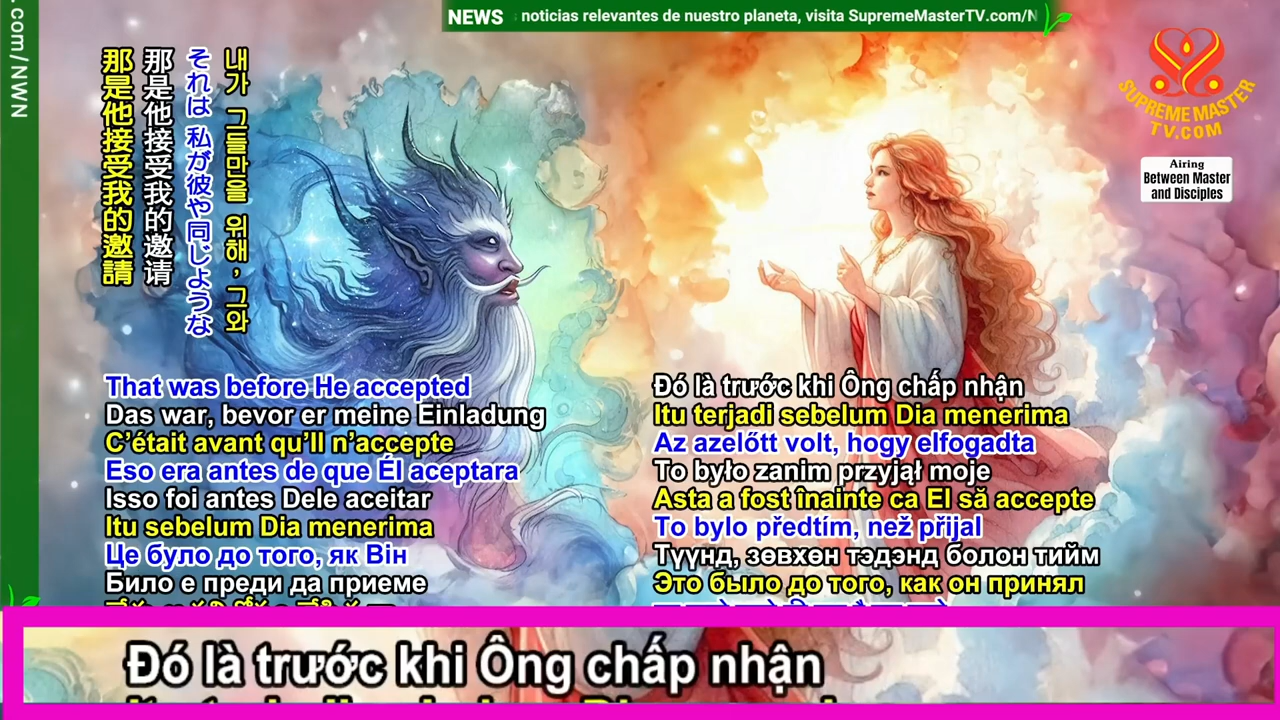 .com/NWN
NEWS noticias relevantes de nuestro planeta, visita SupremeMasterTV.com/N
SUPREME MASTER
TV.COM
Airing
Between Master
and Disciples
내가 그들만을 위해, 그와
それは 私が彼や同じような
那是他接受我的邀请
那是他接受我的邀請
That was before He accepted
Das war, bevor er meine Einladung
C’était avant qu’Il n’accepte
Eso era antes de que Él aceptara
Isso foi antes Dele aceitar
Itu sebelum Dia menerima
Це було до того, як Він
Било е преди да приеме
Đó là trước khi Ông chấp nhận
Itu terjadi sebelum Dia menerima
Az azelőtt volt, hogy elfogadta
To było zanim przyjął moje
Asta a fost înainte ca El să accepte
To bylo předtím, než přijal
Түүнд, зөвхөн тэдэнд болон тийм
Это было до того, как он принял
Đó là trước khi Ông chấp nhận